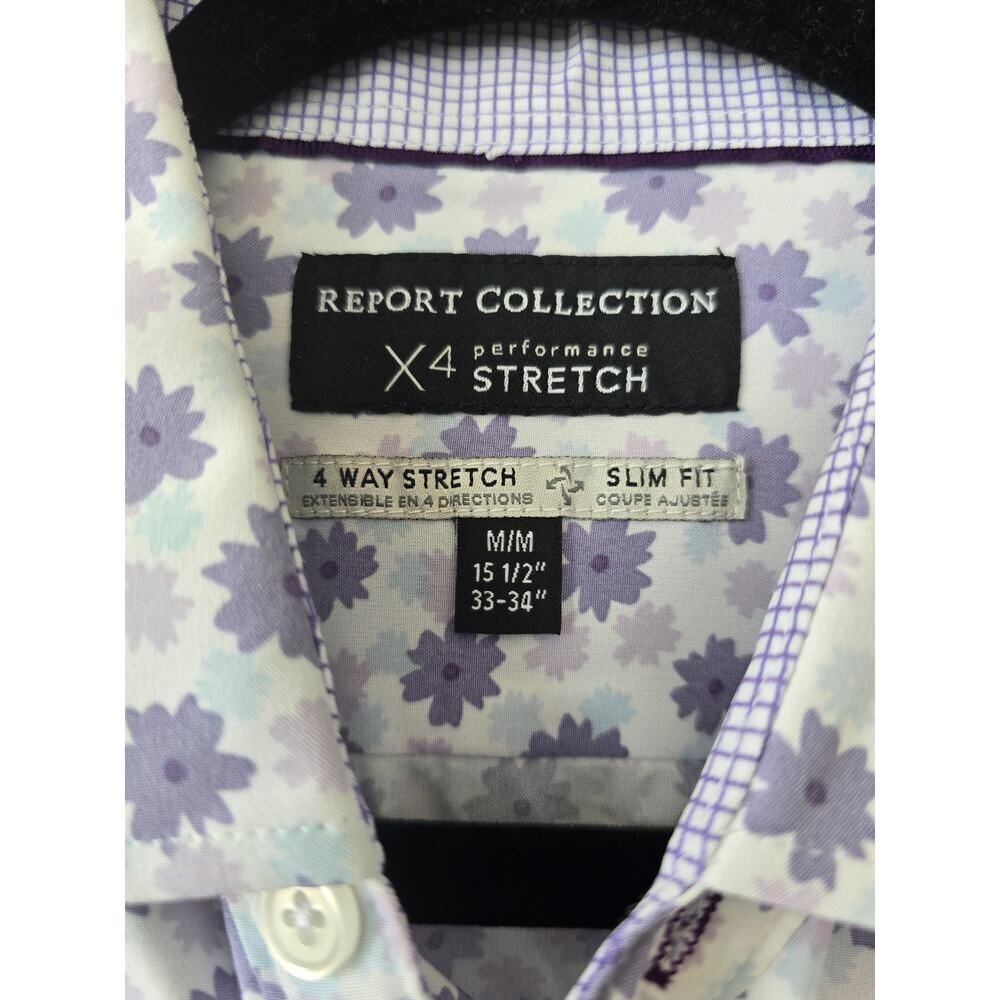 REPORT COLLECTION
X4 performance STRETCH
4 WAY STRETCH SLIM FIT
EXTENSIBLE EN 4 DIRECTIONS COUPE AJUSTÉE
M/M
15 1/2"
33-34"